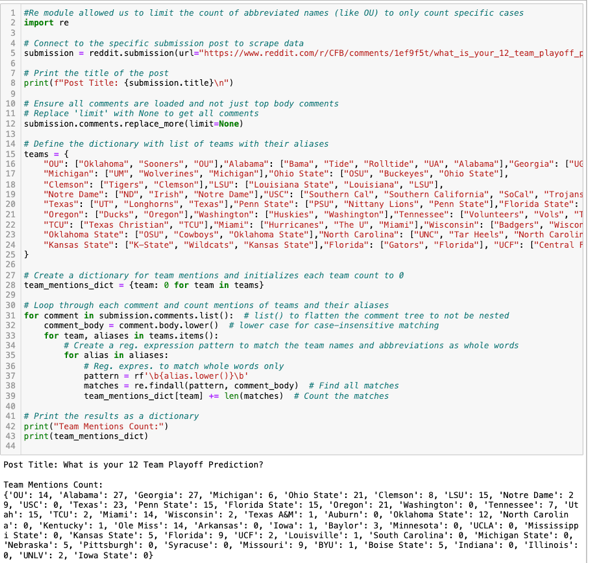 1 #Re module allowed us to limit the count of abbreviated names (like OU) to only count specific cases
2 import re
3
4 # Connect to the specific submission post to scrape data
5 submission = reddit.submission(url="https://www.reddit.com/r/CFB/comments/1ef9f5t/what_is_your_12_team_playoff_p
6
7 # Print the title of the post
8 print(f"Post Title: {submission.title}\n")
9
10 # Ensure all comments are loaded and not just top body comments
11 # Replace 'limit' with None to get all comments
12 submission.comments.replace_more(limit=None)
13
14 # Define the dictionary with list of teams with their aliases
15 teams = {
16 "OU": ["Oklahoma", "Sooners", "OU"],"Alabama": ["Bama", "Tide", "Rolltide", "UA", "Alabama"],"Georgia": ["UG
17 "Michigan": ["UM", "Wolverines", "Michigan"],"Ohio State": ["OSU", "Buckeyes", "Ohio State"],
18 "Clemson": ["Tigers", "Clemson"],"LSU": ["Louisiana State", "Louisiana", "LSU"],
19 "Notre Dame": ["ND", "Irish", "Notre Dame"],"USC": ["Southern Cal", "Southern California", "SoCal", "Trojans
20 "Texas": ["UT", "Longhorns", "Texas"],"Penn State": ["PSU", "Nittany Lions", "Penn State"],"Florida State":
21 "Oregon": ["Ducks", "Oregon"],"Washington": ["Huskies", "Washington"],"Tennessee": ["Volunteers", "Vols", "T
22 "TCU": ["Texas Christian", "TCU"],"Miami": ["Hurricanes", "The U", "Miami"],"Wisconsin": ["Badgers", "Wiscon
23 "Oklahoma State": ["OSU", "Cowboys", "Oklahoma State"],"North Carolina": ["UNC", "Tar Heels", "North Carolin
24 "Kansas State": ["K-State", "Wildcats", "Kansas State"],"Florida": ["Gators", "Florida"], "UCF": ["Central F
25 }
26
27 # Create a dictionary for team mentions and initializes each team count to 0
28 team_mentions_dict = {team: 0 for team in teams}
29
30 # Loop through each comment and count mentions of teams and their aliases
31 for comment in submission.comments.list():  # list() to flatten the comment tree to not be nested
32 comment_body = comment.body.lower()  # lower case for case-insensitive matching
33 for team, aliases in teams.items():
34 # Create a reg. expression pattern to match the team names and abbreviations as whole words
35 for alias in aliases:
36 # Reg. expres. to match whole words only
37 pattern = rf'\b{alias.lower()}\b'
38 matches = re.findall(pattern, comment_body)  # Find all matches
39 team_mentions_dict[team] += len(matches)  # Count the matches
40
41 # Print the results as a dictionary
42 print("Team Mentions Count:")
43 print(team_mentions_dict)
44
Post Title: What is your 12 Team Playoff Prediction?
Team Mentions Count:
{'OU': 14, 'Alabama': 27, 'Georgia': 27, 'Michigan': 6, 'Ohio State': 21, 'Clemson': 8, 'LSU': 15, 'Notre Dame': 2
9, 'USC': 0, 'Texas': 23, 'Penn State': 15, 'Florida State': 15, 'Oregon': 21, 'Washington': 0, 'Tennessee': 7, 'Ut
ah': 15, 'TCU': 2, 'Miami': 14, 'Wisconsin': 2, 'Texas A&M': 1, 'Auburn': 0, 'Oklahoma State': 12, 'North Carolin
a': 0, 'Kentucky': 1, 'Ole Miss': 14, 'Arkansas': 0, 'Iowa': 1, 'Baylor': 3, 'Minnesota': 0, 'UCLA': 0, 'Mississipp
i State': 0, 'Kansas State': 5, 'Florida': 9, 'UCF': 2, 'Louisville': 1, 'South Carolina': 0, 'Michigan State': 0,
'Nebraska': 5, 'Pittsburgh': 0, 'Syracuse': 0, 'Missouri': 9, 'BYU': 1, 'Boise State': 5, 'Indiana': 0, 'Illinois':
0, 'UNLV': 2, 'Iowa State': 0}